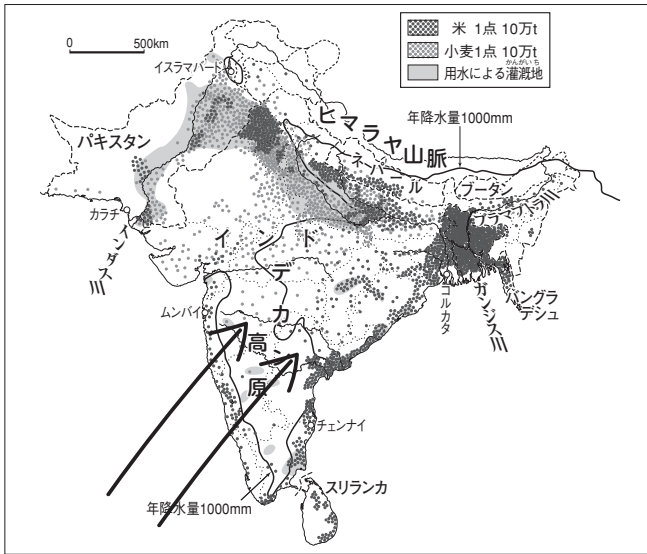 0 500km
米 1点 10万t
小麦1点 10万t
かんがいち
用水による灌漑地
イスラマバード
パキスタン
ヒマラヤ山脈
年降水量1000mm
ネパール
ブータン
ブラマプトラ川
カラチ
インダス川
インド
デカン高原
ムンバイ
コルカタ
ガンジス川
バングラ
デシュ
チェンナイ
スリランカ
年降水量1000mm